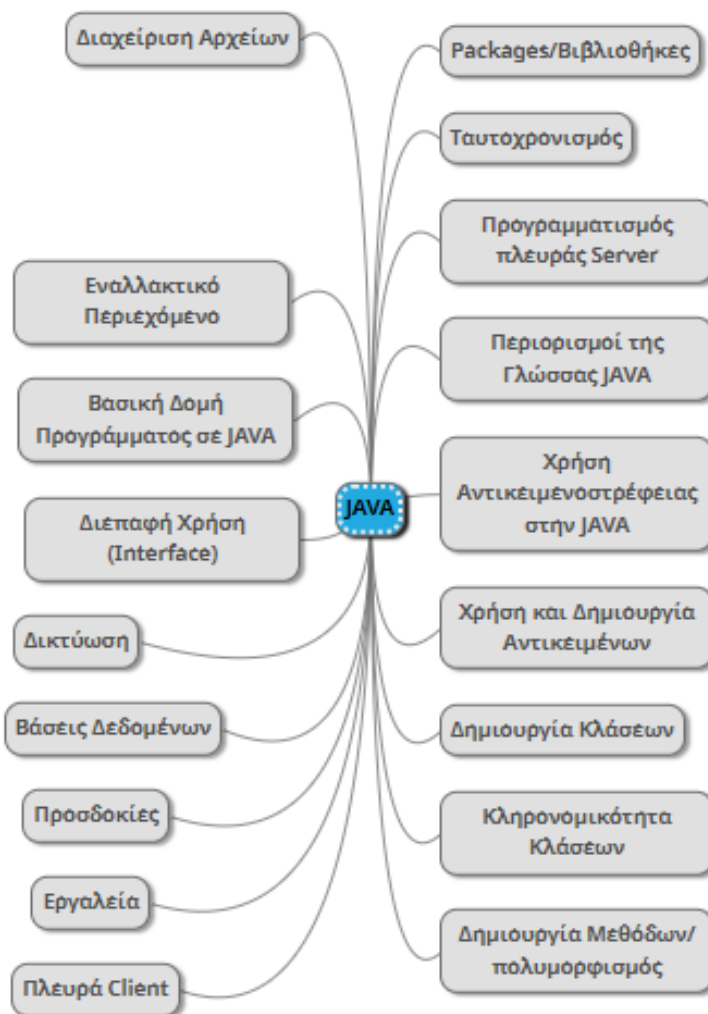 Διαχείριση Αρχείων
Εναλλακτικό
Περιεχόμενο
Βασική Δομή
Προγράμματος σε JAVA
Διεπαφή Χρήση
(Interface)
Δικτύωση
Βάσεις Δεδομένων
Προσδοκίες
Εργαλεία
Πλευρά Client
JAVA
Packages/Βιβλιοθήκες
Ταυτοχρονισμός
Προγραμματισμός
πλευράς Server
Περιορισμοί της
Γλώσσας JAVA
Χρήση
Αντικειμενοστρέφειας
στην JAVA
Χρήση και Δημιουργία
Αντικειμένων
Δημιουργία Κλάσεων
Κληρονομικότητα
Κλάσεων
Δημιουργία Μεθόδων/
πολυμορφισμός